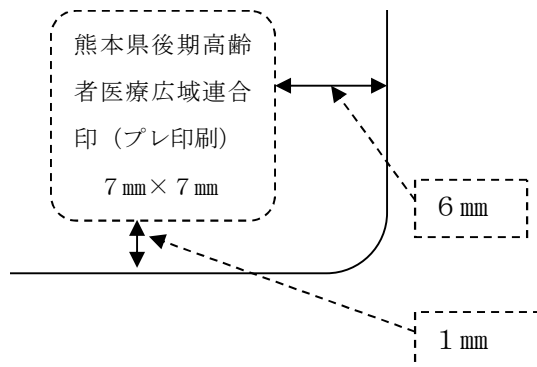 熊本県後期高齢
者医療広域連合
印（プレ印刷）
７㎜×７㎜
６㎜
１㎜